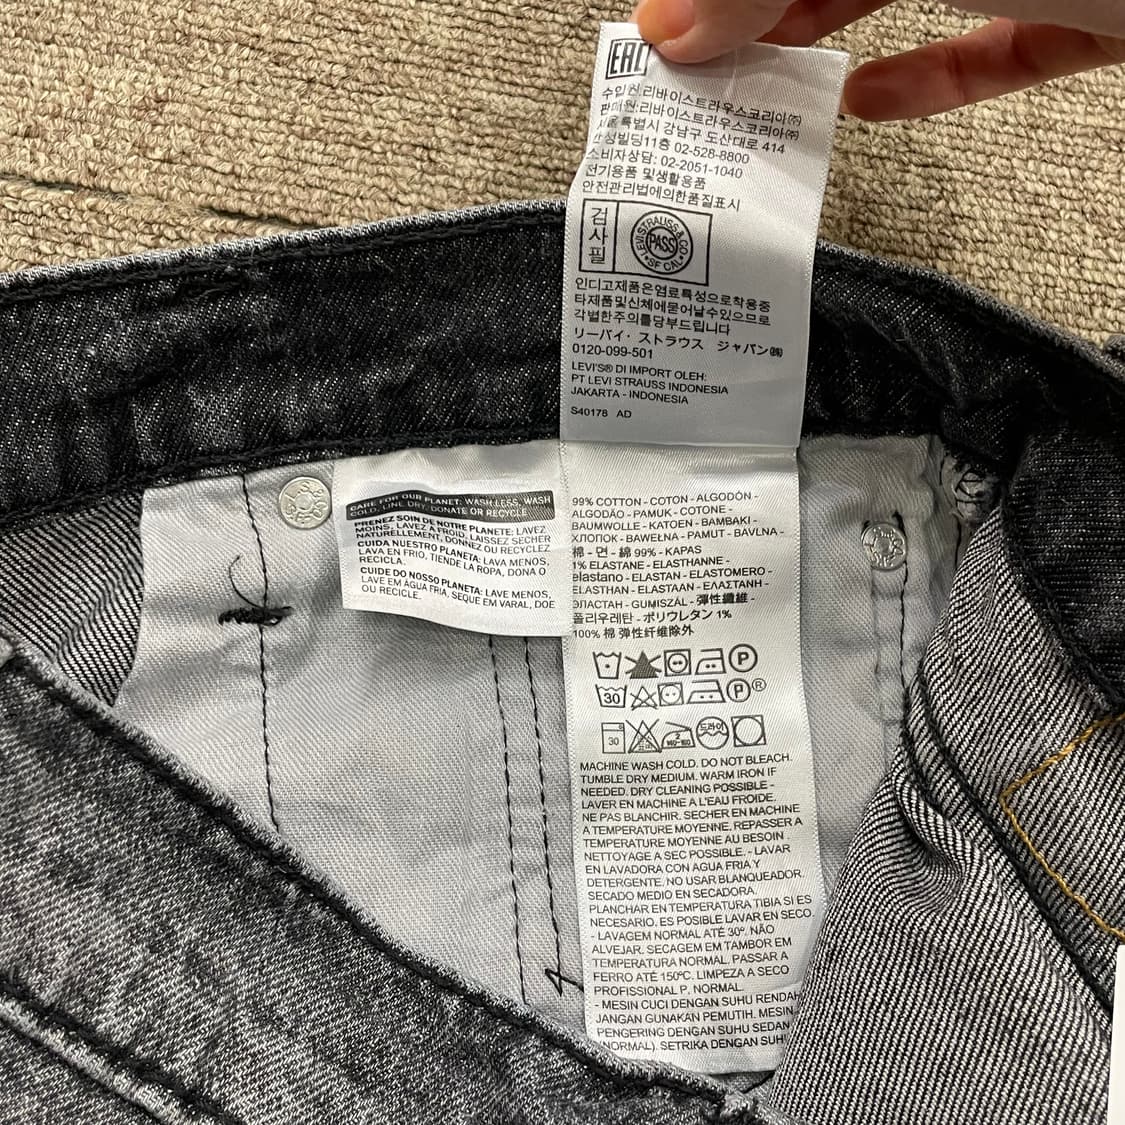 EAC
수입원:리바이스트라우스코리아㈜
판매원:리바이스트라우스코리아㈜
서울특별시 강남구 도산대로 414
성빌딩11층 02-528-8800
소비자상담: 02-2051-1040
전기용품 및생활용품
안전관리법에의한품질표시
검사필
LEVI STRAUSS & CO
PASS
SF CAL
인디고제품은염료특성으로착용중
타제품및신체에묻어날수있으므로
각별한주의를당부드립니다
リーバイ・ストラウス ジャパン㈱
0120-099-501
LEVI'S® DI IMPORT OLEH:
PT LEVI STRAUSS INDONESIA
JAKARTA - INDONESIA
S40178 AD
CARE FOR OUR PLANET: WASH LESS, WASH
COLD, LINE DRY, DONATE OR RECYCLE
PRENEZ SOIN DE NOTRE PLANETE: LAVEZ
MOINS, LAVEZ A FROID, LAISSEZ SECHER
NATURELLEMENT, DONNEZ OU RECYCLEZ
CUIDA NUESTRO PLANETA: LAVA MENOS,
LAVA EN FRIO, TIENDE LA ROPA, DONA O
RECICLA.
CUIDE DO NOSSO PLANETA: LAVE MENOS,
LAVE EM ÁGUA FRIA, SEQUE EM VARAL, DOE
OU RECICLE.
99% COTTON - COTON - ALGODÓN -
ALGODÃO - PAMUK - COTONE -
BAUMWOLLE - KATOEN - BAMBAKI -
ХЛОПОК - BAWEŁNA - PAMUT - BAVLNA -
棉 - 면 - 綿 99% - KAPAS
1% ELASTANE - ELASTHANNE -
elastano - ELASTAN - ELASTOMERO -
ELASTHAN - ELASTAAN - ΕΛΑΣΤΑΝΗ -
ЭЛАСТАН - GUMISZÁL - 彈性纖維 -
폴리우레탄 - ポリウレタン 1%
100% 棉 弹性纤维除外
P
30 P®
30 2 140-160 드라이
MACHINE WASH COLD. DO NOT BLEACH.
TUMBLE DRY MEDIUM. WARM IRON IF
NEEDED. DRY CLEANING POSSIBLE -
LAVER EN MACHINE A L'EAU FROIDE.
NE PAS BLANCHIR. SECHER EN MACHINE
A TEMPERATURE MOYENNE. REPASSER A
TEMPERATURE MOYENNE AU BESOIN.
NETTOYAGE A SEC POSSIBLE. - LAVAR
EN LAVADORA CON AGUA FRIA Y
DETERGENTE. NO USAR BLANQUEADOR.
SECADO MEDIO EN SECADORA.
PLANCHAR EN TEMPERATURA TIBIA SI ES
NECESARIO. ES POSIBLE LAVAR EN SECO.
- LAVAGEM NORMAL ATÉ 30º. NÃO
ALVEJAR. SECAGEM EM TAMBOR EM
TEMPERATURA NORMAL. PASSAR A
FERRO ATÉ 150ºC. LIMPEZA A SECO
PROFISSIONAL P, NORMAL.
- MESIN CUCI DENGAN SUHU RENDAH
JANGAN GUNAKAN PEMUTIH. MESIN
PENGERING DENGAN SUHU SEDANG
(NORMAL). SETRIKA DENGAN SUHU